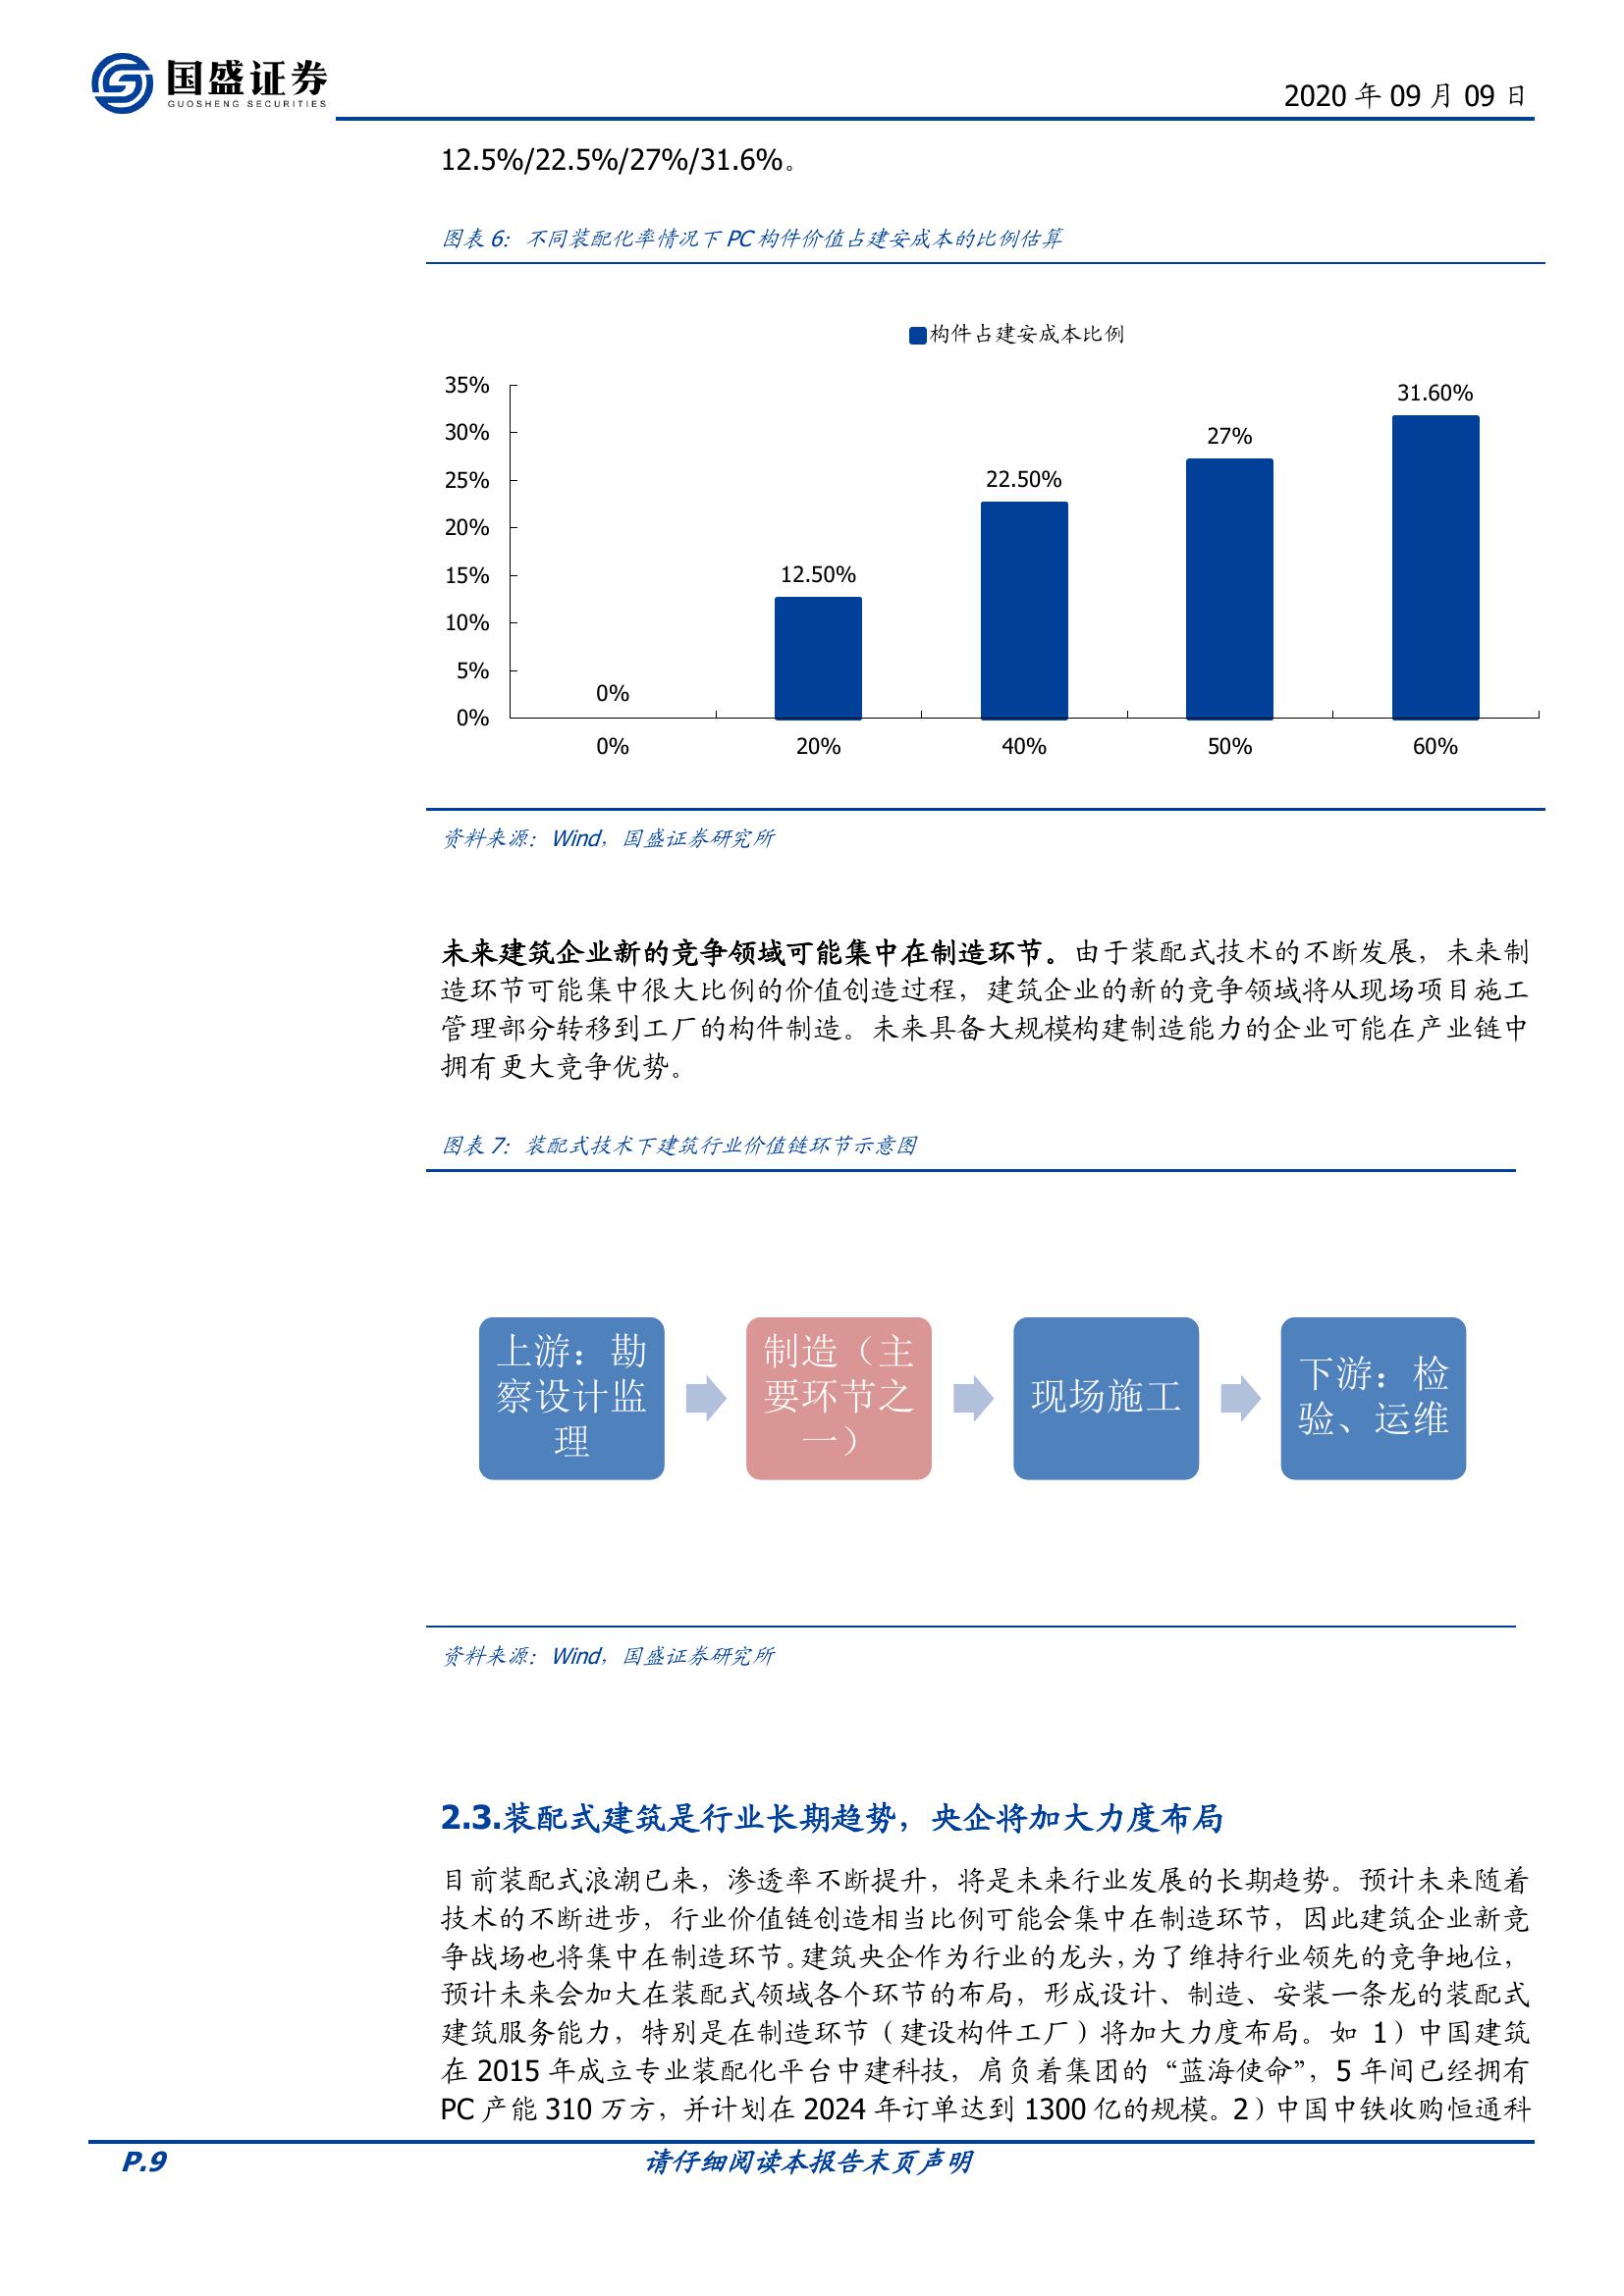 国盛证券
GUOSHENG SECURITIES
2020 年 09 月 09 日
12.5%/22.5%/27%/31.6%。
图表 6：不同装配化率情况下 PC 构件价值占建安成本的比例估算
构件占建安成本比例
35%
30%
25%
20%
15%
10%
5%
0%
0%
12.50%
22.50%
27%
31.60%
0%
20%
40%
50%
60%
资料来源：Wind，国盛证券研究所
未来建筑企业新的竞争领域可能集中在制造环节。由于装配式技术的不断发展，未来制
造环节可能集中很大比例的价值创造过程，建筑企业的新的竞争领域将从现场项目施工
管理部分转移到工厂的构件制造。未来具备大规模构建制造能力的企业可能在产业链中
拥有更大竞争优势。
图表 7：装配式技术下建筑行业价值链环节示意图
上游：勘
察设计监
理
制造（主
要环节之
一）
现场施工
下游：检
验、运维
资料来源：Wind，国盛证券研究所
2.3.装配式建筑是行业长期趋势，央企将加大力度布局
目前装配式浪潮已来，渗透率不断提升，将是未来行业发展的长期趋势。预计未来随着
技术的不断进步，行业价值链创造相当比例可能会集中在制造环节，因此建筑企业新竞
争战场也将集中在制造环节。建筑央企作为行业的龙头，为了维持行业领先的竞争地位，
预计未来会加大在装配式领域各个环节的布局，形成设计、制造、安装一条龙的装配式
建筑服务能力，特别是在制造环节（建设构件工厂）将加大力度布局。如 1）中国建筑
在 2015 年成立专业装配化平台中建科技，肩负着集团的“蓝海使命”，5 年间已经拥有
PC 产能 310 万方，并计划在 2024 年订单达到 1300 亿的规模。2）中国中铁收购恒通科
P.9
请仔细阅读本报告末页声明